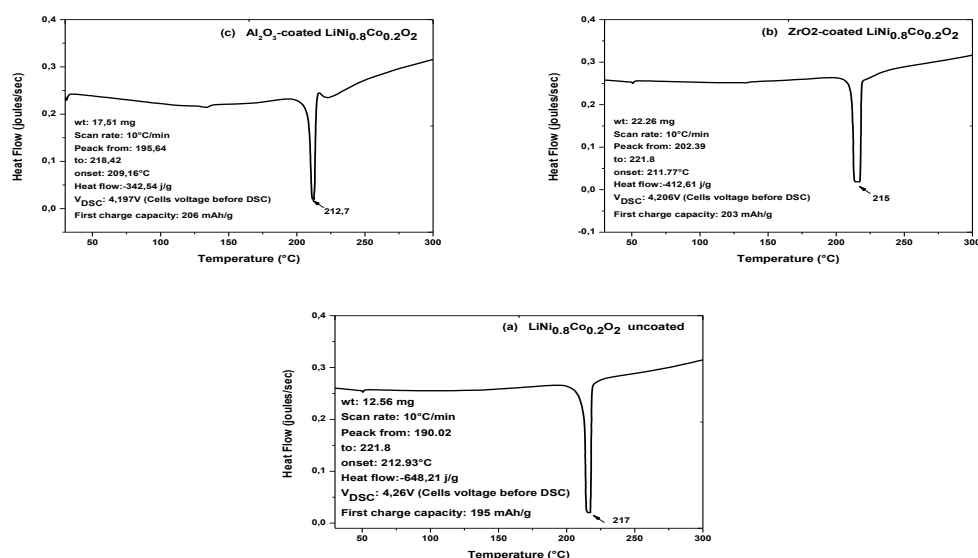 (c) Al₂O₃-coated LiNi0.8Co0.2O2
Heat Flow (joules/sec)
0,4
0,3
0,2
0,1
0,0
wt: 17,51 mg
Scan rate: 10°C/min
Peack from: 195,64
to: 218,42
onset: 209,16°C
Heat flow:-342,54 j/g
VDSC: 4,197V (Cells voltage before DSC)
First charge capacity: 206 mAh/g
212,7
50 100 150 200 250 300
Temperature (°C)
(b) ZrO2-coated LiNi0.8Co0.2O2
Heat Flow (joules/sec)
0,4
0,3
0,2
0,1
0,0
-0,1
wt: 22.26 mg
Scan rate: 10°C/min
Peack from: 202.39
to: 221.8
onset: 211.77°C
Heat flow:-412,61 j/g
VDSC: 4,206V (Cells voltage before DSC)
First charge capacity: 203 mAh/g
215
50 100 150 200 250 300
Temperature (°C)
(a) LiNi0.8Co0.2O2 uncoated
Heat Flow (joules/sec)
0,4
0,3
0,2
0,1
0,0
wt: 12.56 mg
Scan rate: 10°C/min
Peack from: 190.02
to: 221.8
onset: 212.93°C
Heat flow:-648,21 j/g
VDSC: 4,26V (Cells voltage before DSC)
First charge capacity: 195 mAh/g
217
50 100 150 200 250 300
Temperature (°C)